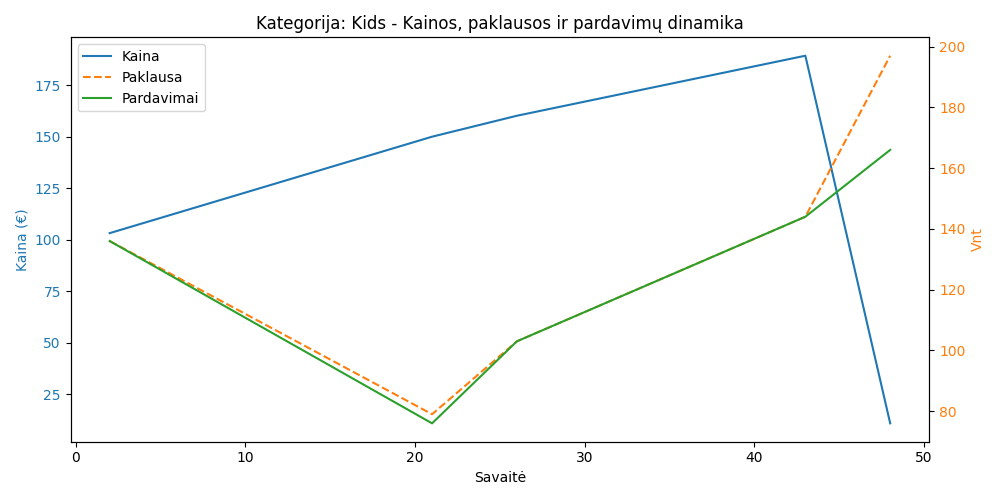 Kategorija: Kids - Kainos, paklausos ir pardavimų dinamika
Kaina
Paklausa
Pardavimai
Kaina (€)
175
150
125
100
75
50
25
200
180
160
140
120
100
80
Vnt
0
10
20
30
40
50
Savaitė